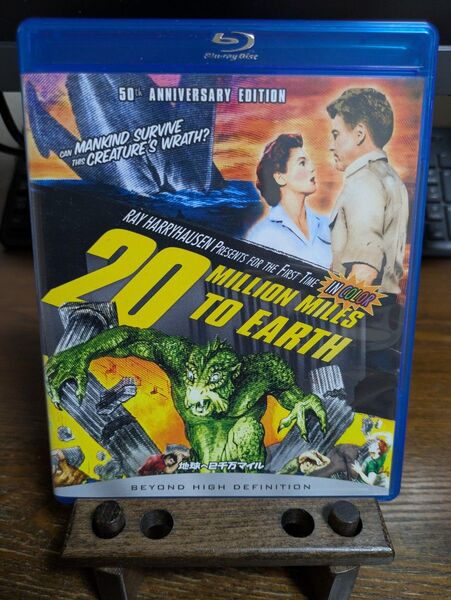 Blu-ray Disc
50th ANNIVERSARY EDITION
CAN MANKIND SURVIVE
THIS CREATURE'S WRATH?
RAY HARRYHAUSEN PRESENTS FOR THE FIRST TIME IN COLOR
20 MILLION MILES
TO EARTH
地球へ2千万マイル
BEYOND HIGH DEFINITION